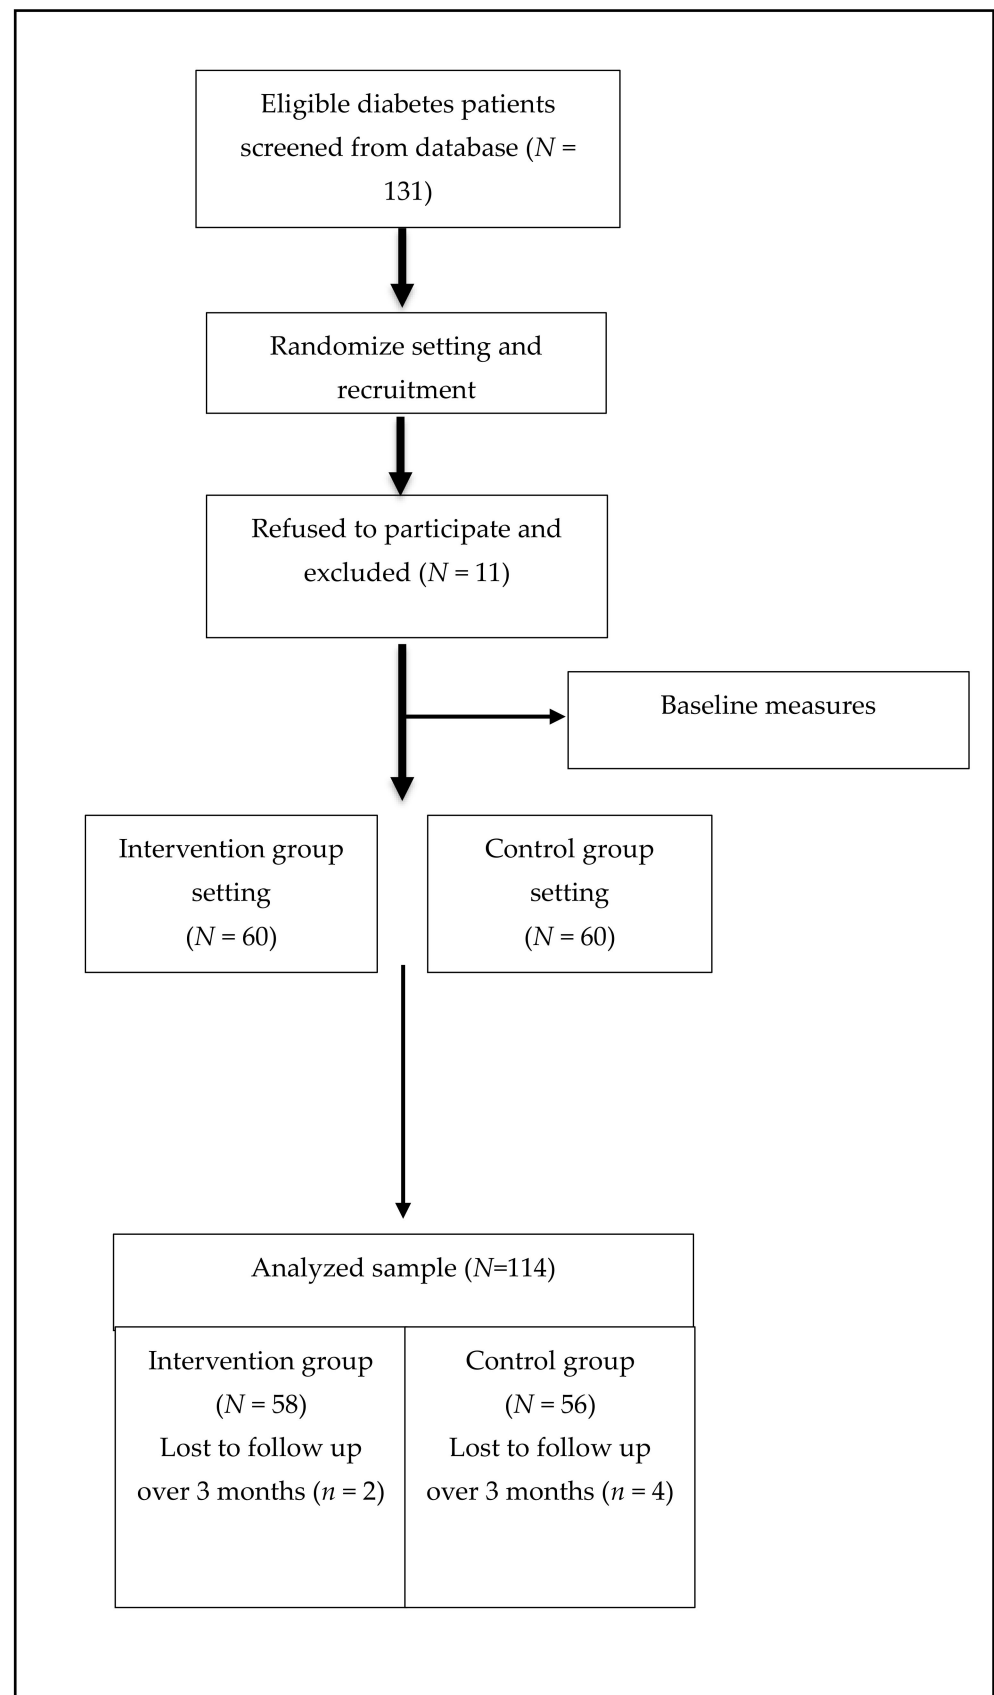 Eligible diabetes patients
screened from database (N =
131)
Randomize setting and
recruitment
Refused to participate and
excluded (N = 11)
Baseline measures
Intervention group
setting
(N = 60)
Control group
setting
(N = 60)
Analyzed sample (N=114)
Intervention group
(N = 58)
Lost to follow up
over 3 months (n = 2)
Control group
(N = 56)
Lost to follow up
over 3 months (n = 4)